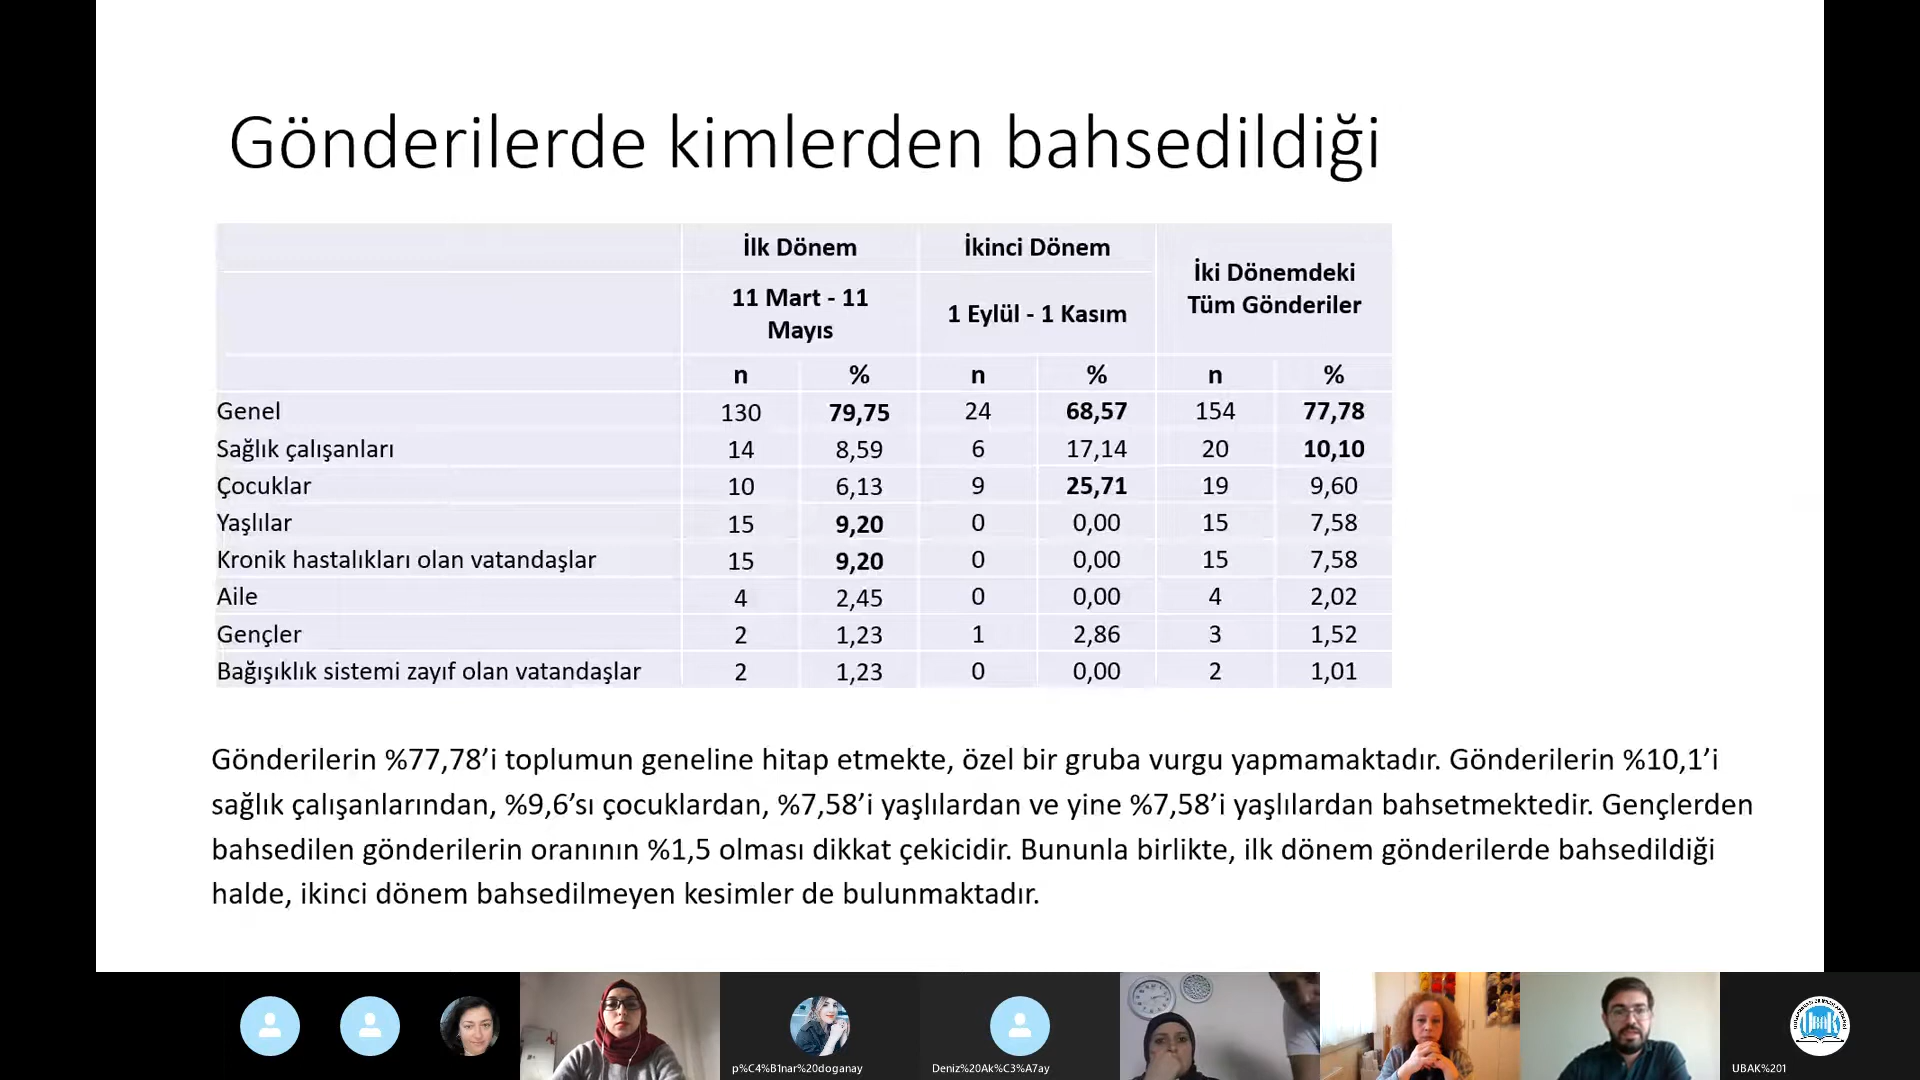 Gönderilerde kimlerden bahsedildiği
İlk Dönem İkinci Dönem İki Dönemdeki Tüm Gönderiler
11 Mart - 11 Mayıs 1 Eylül - 1 Kasım
n % n % n %
Genel 130 79,75 24 68,57 154 77,78
Sağlık çalışanları 14 8,59 6 17,14 20 10,10
Çocuklar 10 6,13 9 25,71 19 9,60
Yaşlılar 15 9,20 0 0,00 15 7,58
Kronik hastalıkları olan vatandaşlar 15 9,20 0 0,00 15 7,58
Aile 4 2,45 0 0,00 4 2,02
Gençler 2 1,23 1 2,86 3 1,52
Bağışıklık sistemi zayıf olan vatandaşlar 2 1,23 0 0,00 2 1,01
Gönderilerin %77,78’i toplumun geneline hitap etmekte, özel bir gruba vurgu yapmamaktadır. Gönderilerin %10,1’i
sağlık çalışanlarından, %9,6’sı çocuklardan, %7,58’i yaşlılardan ve yine %7,58’i yaşlılardan bahsetmektedir. Gençlerden
bahsedilen gönderilerin oranının %1,5 olması dikkat çekicidir. Bununla birlikte, ilk dönem gönderilerde bahsedildiği
halde, ikinci dönem bahsedilmeyen kesimler de bulunmaktadır.
p%C4%B1nar%20doganay
Deniz%20Ak%C3%A7ay
UBAK
UBAK%201